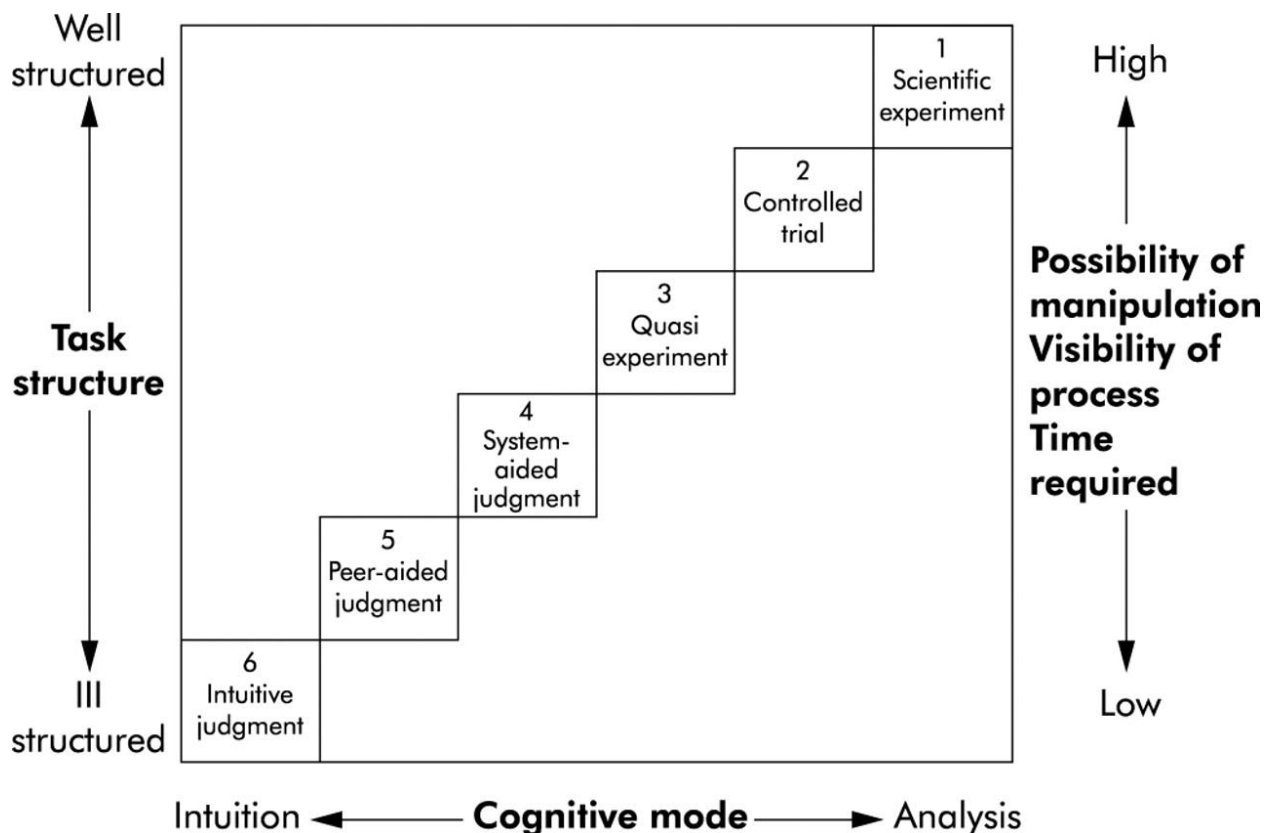 Well
structured
Task
structure
Ill
structured
1
Scientific
experiment
2
Controlled
trial
3
Quasi
experiment
4
System-
aided
judgment
5
Peer-aided
judgment
6
Intuitive
judgment
High
Possibility of
manipulation
Visibility of
process
Time
required
Low
Intuition
Cognitive mode
Analysis